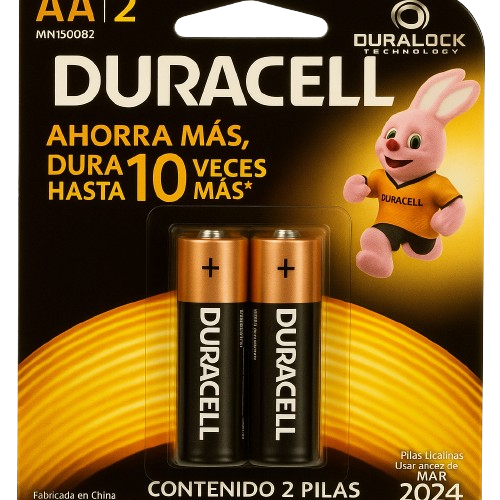 AA|2
MN150082
DURALOCK
TECHNOLOGY
DURACELL
AHORRA MÁS,
DURA 10 VECES
HASTA MÁS*
DURACELL
+
+
DURACELL
DURACELL
Pilas Licalinas
Usar ancez de
MAR
2024
Fabricada en China
CONTENIDO 2 PILAS